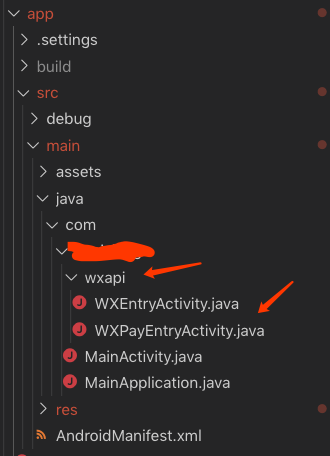 app
.settings
build
src
debug
main
assets
java
com
wxapi
WXEntryActivity.java
WXPayEntryActivity.java
MainActivity.java
MainApplication.java
res
AndroidManifest.xml